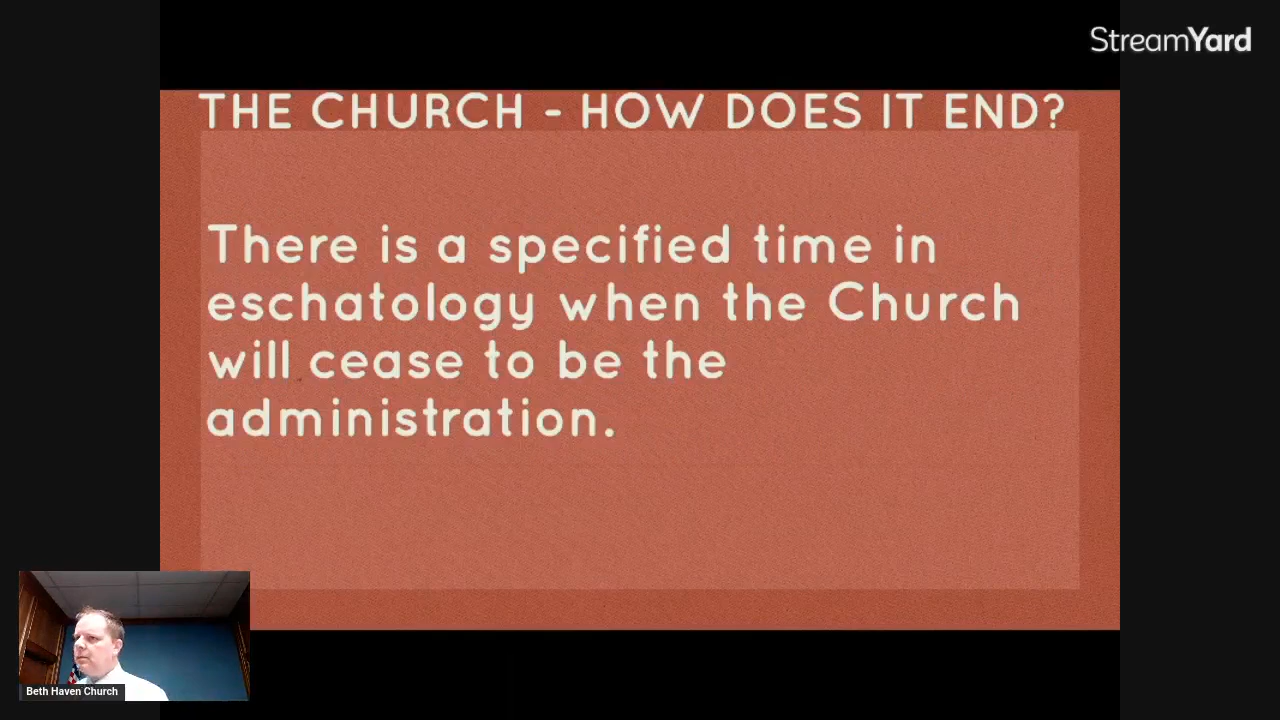 StreamYard
THE CHURCH - HOW DOES IT END?
There is a specified time in
eschatology when the Church
will cease to be the
administration.
Beth Haven Church